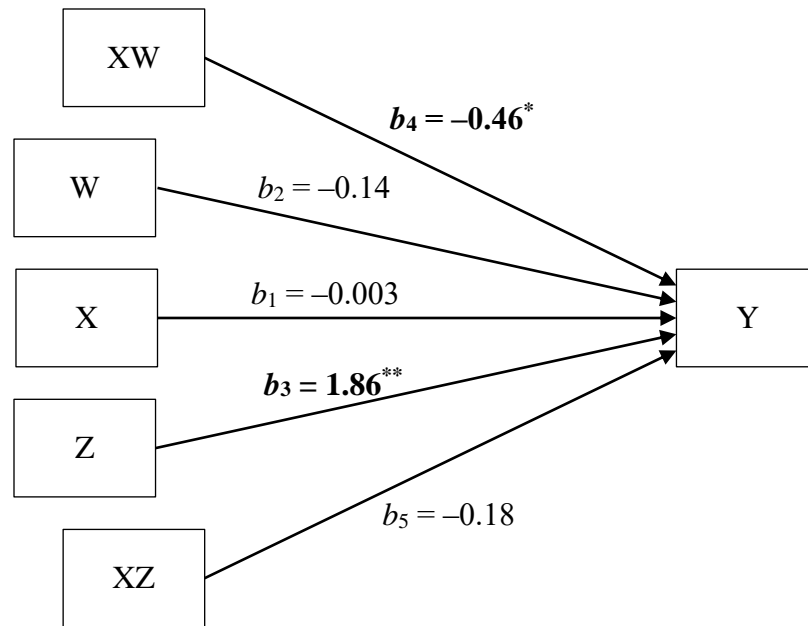 XW
b₄ = –0.46*
W
b₂ = –0.14
X
b₁ = –0.003
Y
Z
b₃ = 1.86**
XZ
b₅ = –0.18